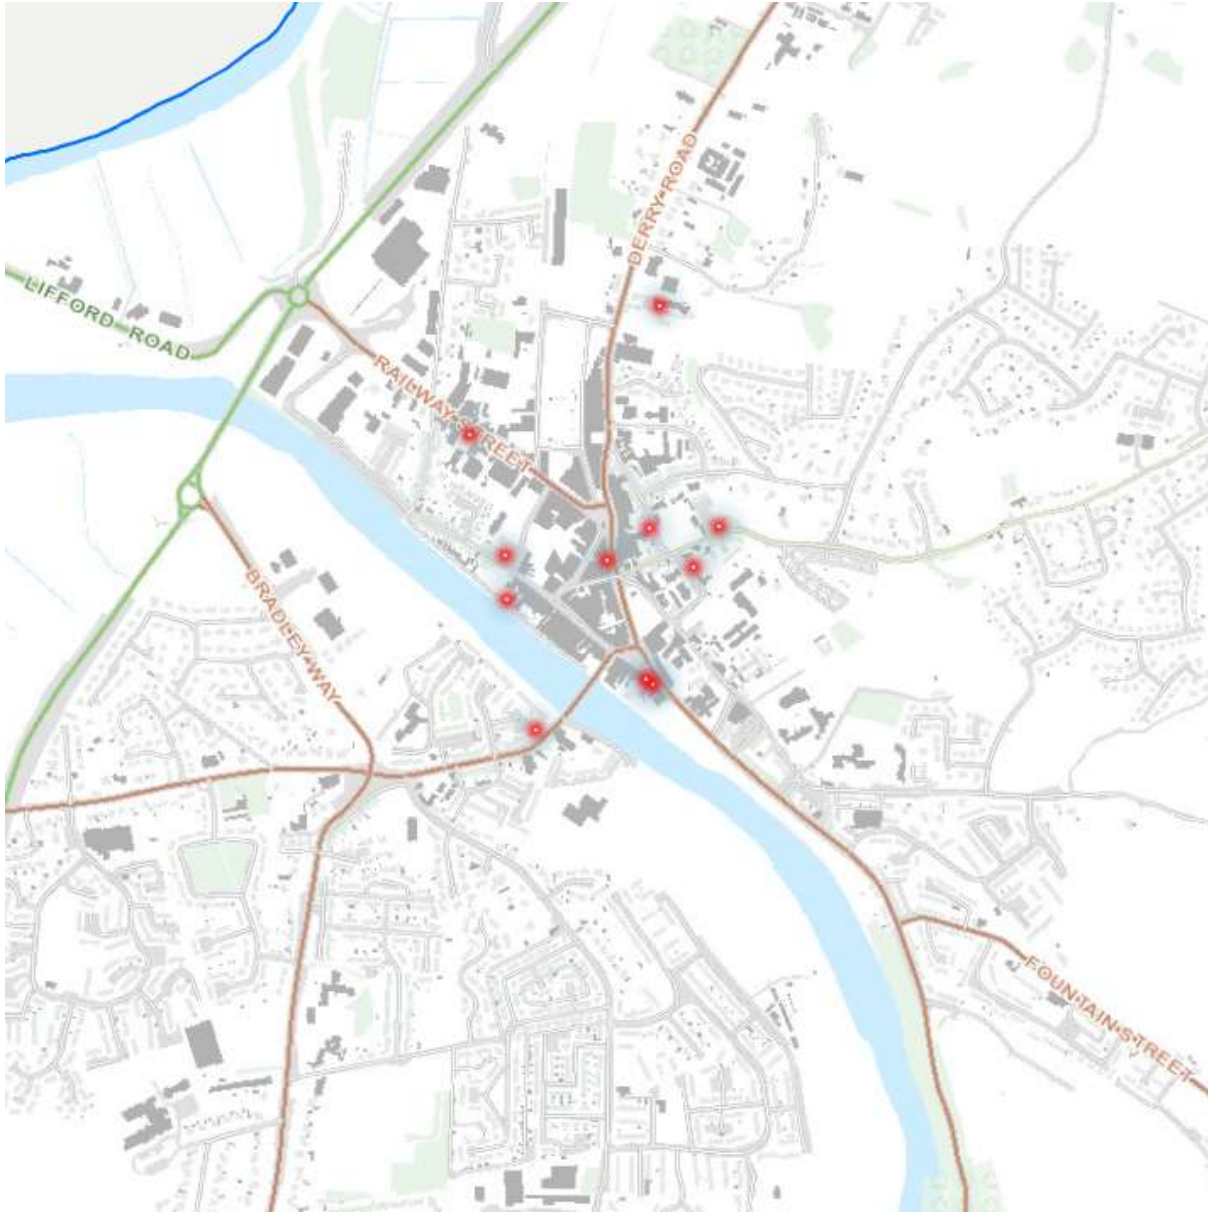 DERRY ROAD
LIFFORD ROAD
RAILWAY STREET
BRADLEY WAY
FOUNTAIN STREET